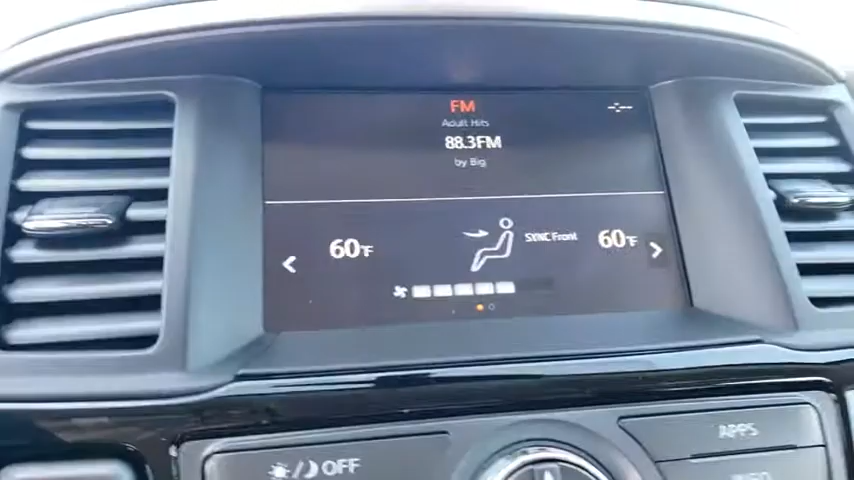 FM
Adult Hits
-:--
88.3FM
by Big
60°F
SYNC Front
60°F
APPS
OFF